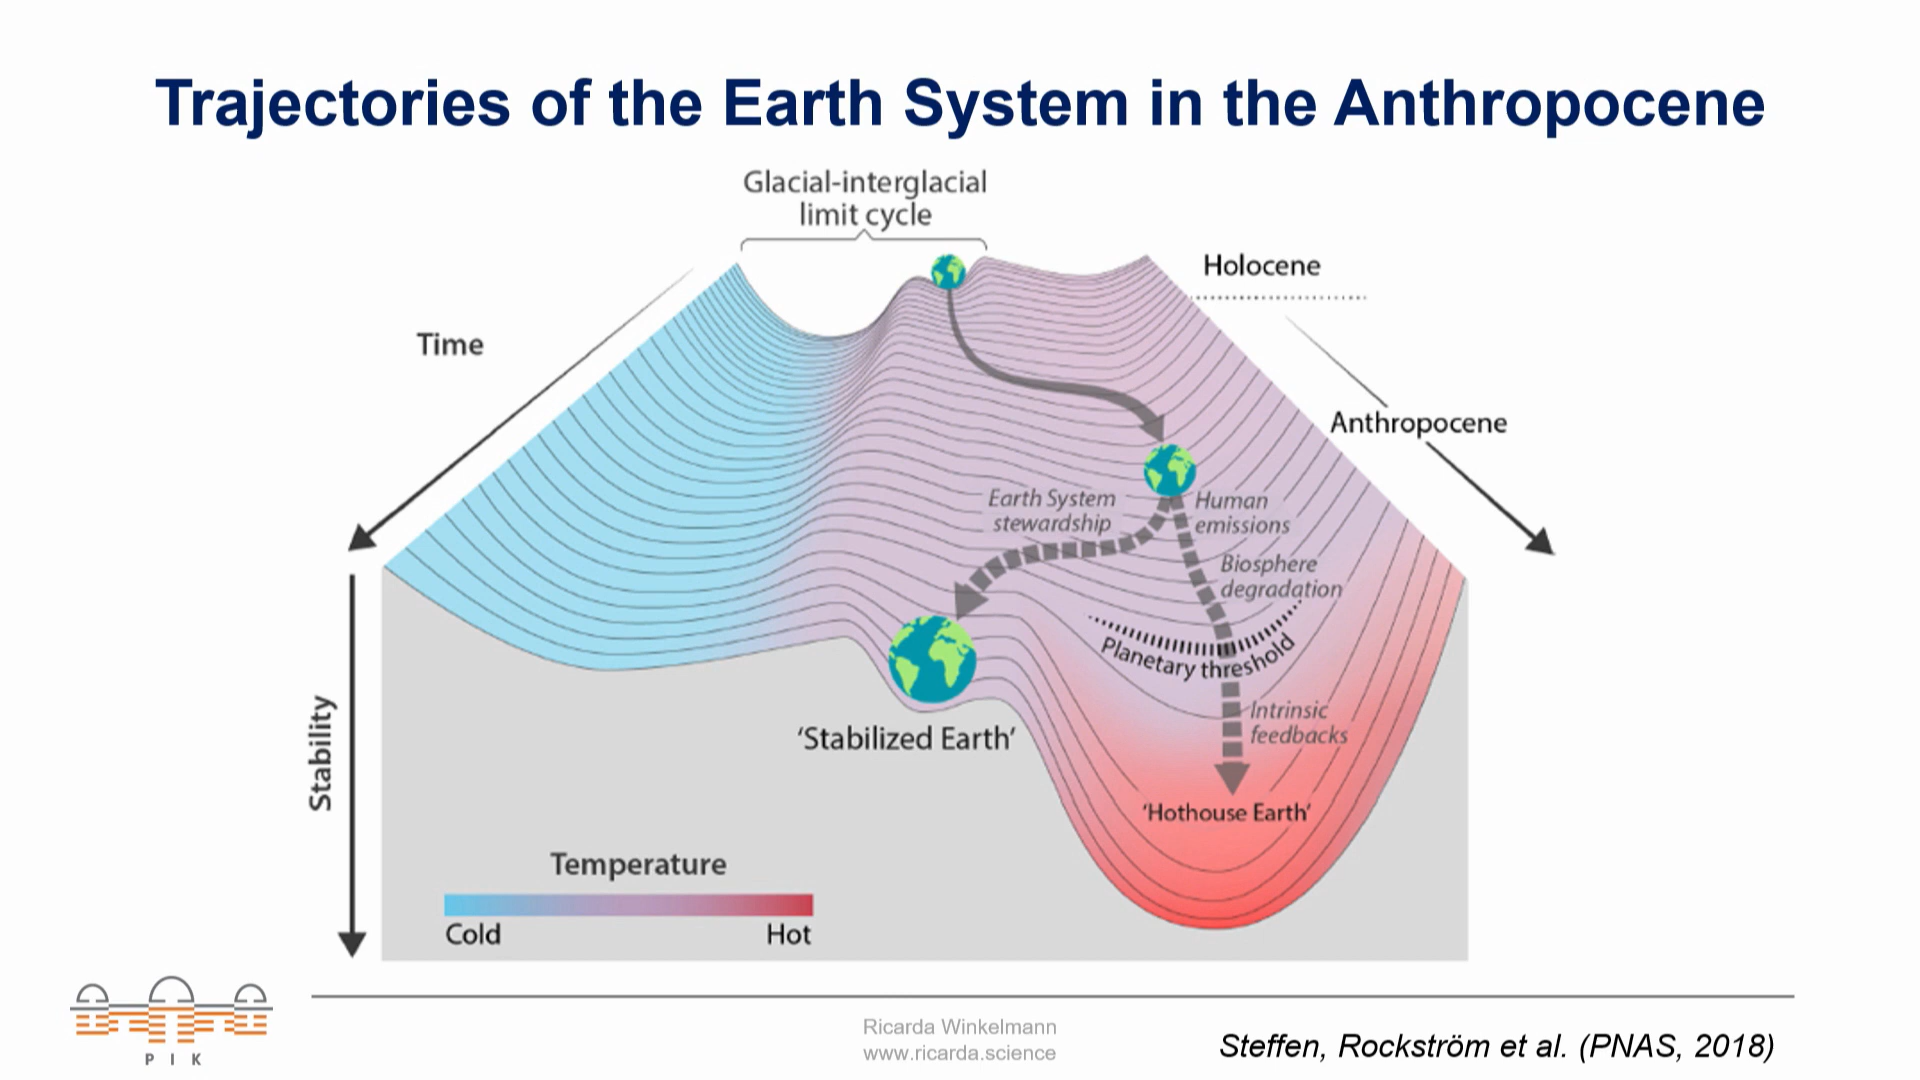 Trajectories of the Earth System in the Anthropocene
Glacial-interglacial
limit cycle
Holocene
Time
Anthropocene
Earth System
stewardship
Human
emissions
Biosphere
degradation
Planetary threshold
Intrinsic
feedbacks
'Stabilized Earth'
'Hothouse Earth'
Stability
Temperature
Cold
Hot
PIK
Ricarda Winkelmann
www.ricarda.science
Steffen, Rockström et al. (PNAS, 2018)